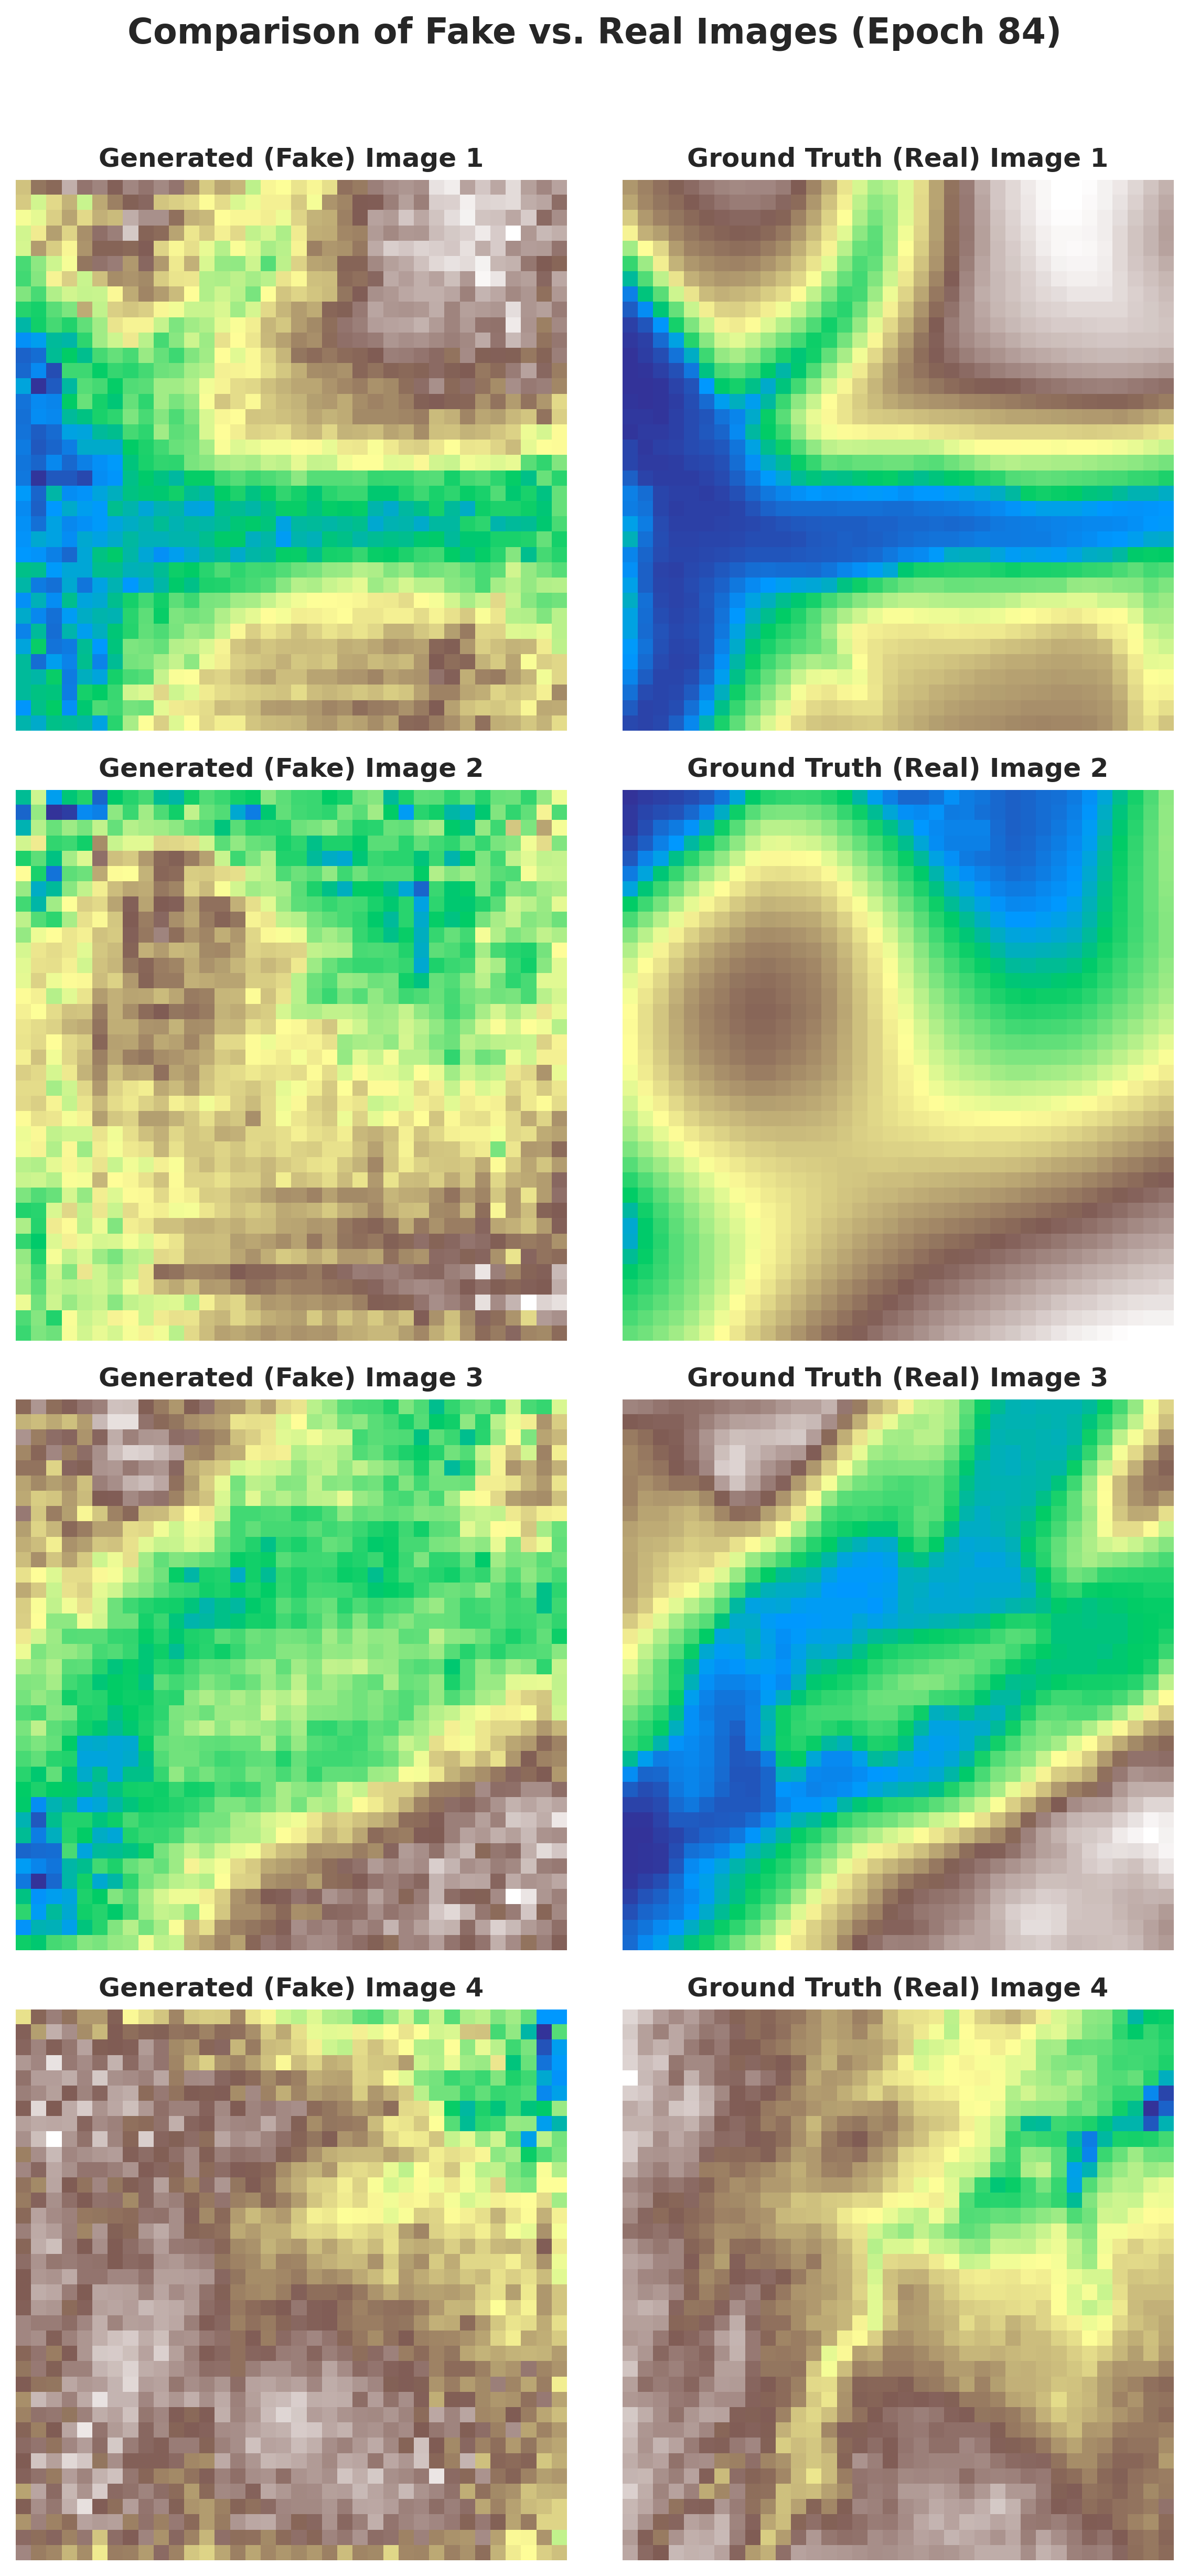 Comparison of Fake vs. Real Images (Epoch 84)
Generated (Fake) Image 1
Ground Truth (Real) Image 1
Generated (Fake) Image 2
Ground Truth (Real) Image 2
Generated (Fake) Image 3
Ground Truth (Real) Image 3
Generated (Fake) Image 4
Ground Truth (Real) Image 4